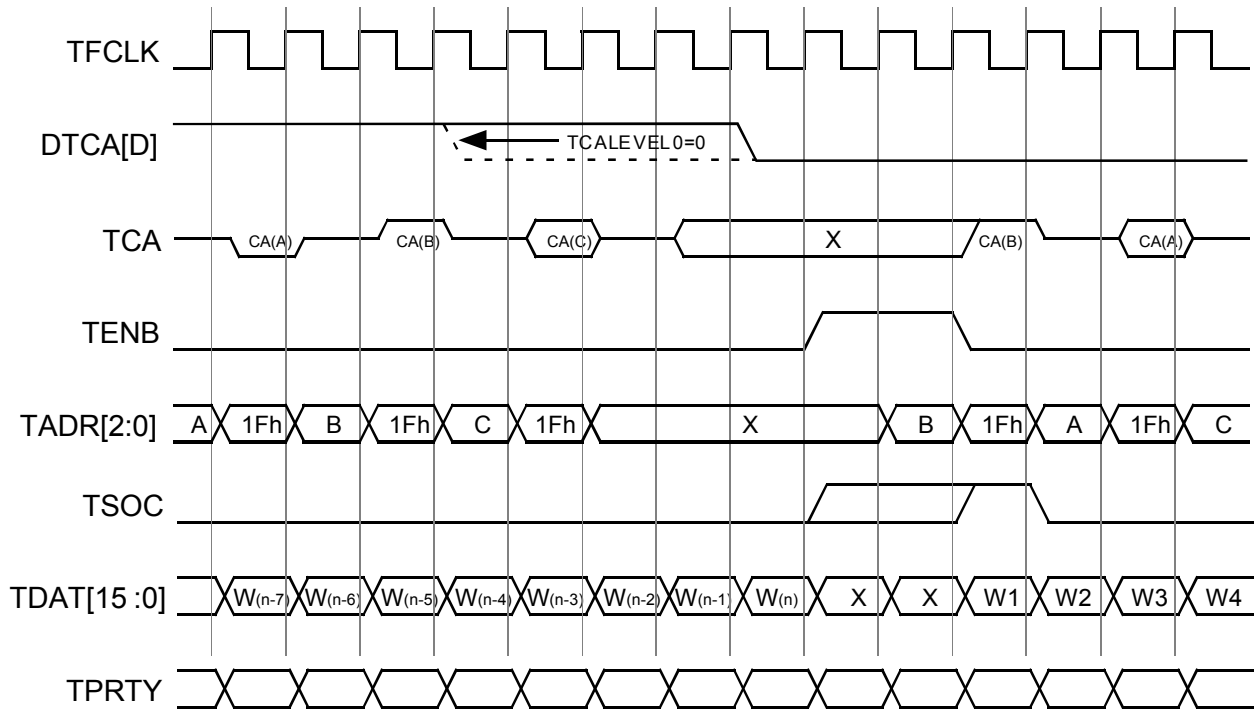 TFCLK
DTCA[D]
TCALEVEL0=0
TCA
CA(A)
CA(B)
CA(C)
X
CA(B)
CA(A)
TENB
TADR[2:0]
A
1Fh
B
1Fh
C
1Fh
X
B
1Fh
A
1Fh
C
TSOC
TDAT[15:0]
W(n-7)
W(n-6)
W(n-5)
W(n-4)
W(n-3)
W(n-2)
W(n-1)
W(n)
X
X
W1
W2
W3
W4
TPRTY